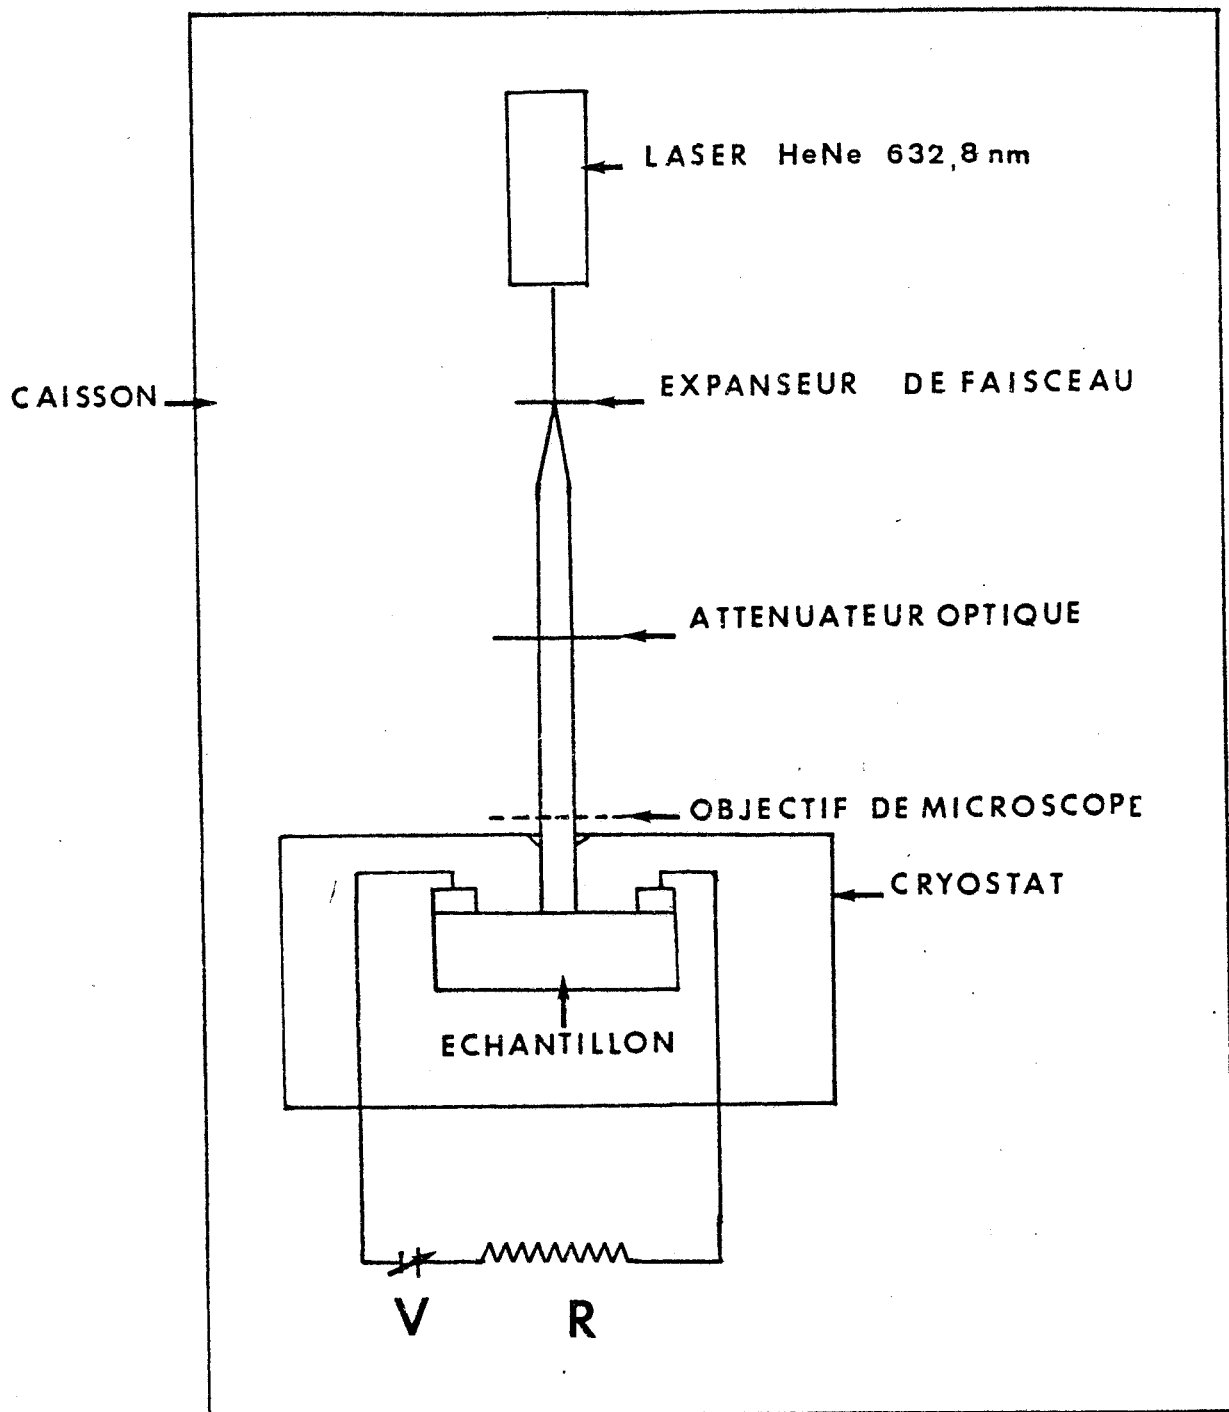 LASER HeNe 632,8 nm
CAISSON
EXPANSEUR DE FAISCEAU
ATTENUATEUR OPTIQUE
OBJECTIF DE MICROSCOPE
CRYOSTAT
ECHANTILLON
V R